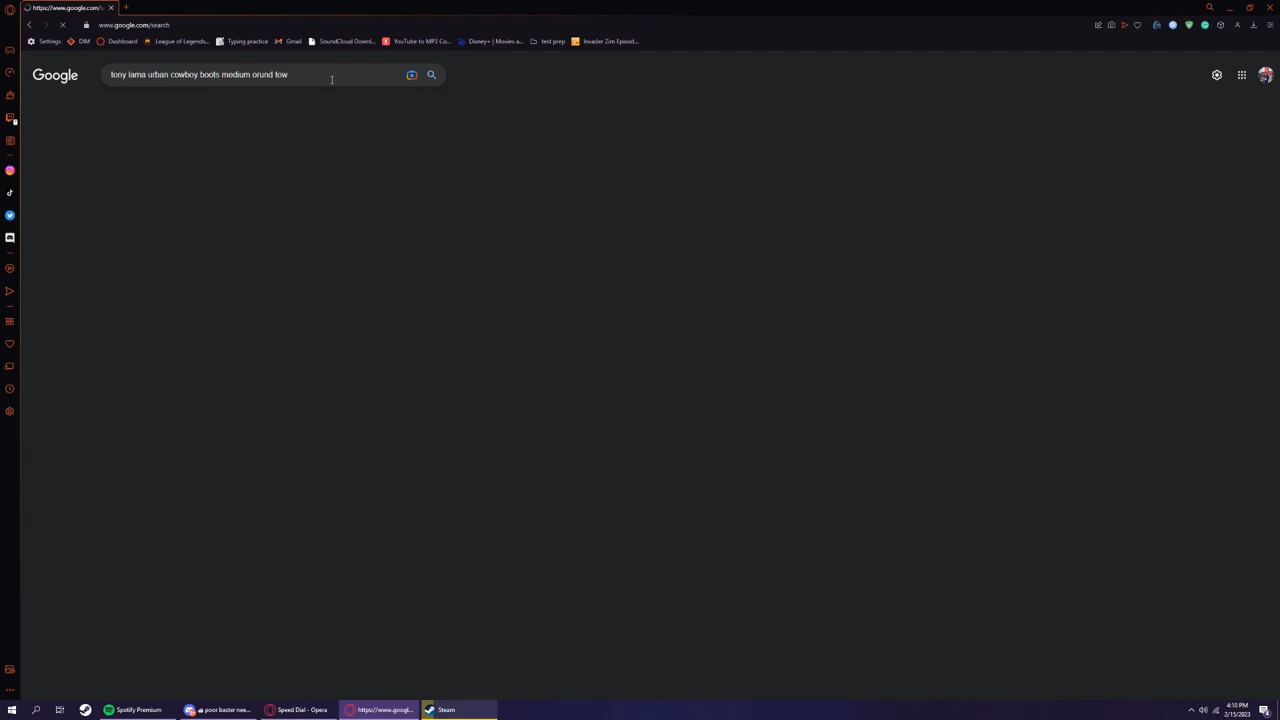 https://www.google.com/s
www.google.com/search
Settings DIM Dashboard League of Legends... Typing practice Gmail SoundCloud Downl... YouTube to MP3 Co... Disney+ | Movies a... test prep Invader Zim Episod...
Google tony lama urban cowboy boots medium orund tow
Spotify Premium poor baster nee... Speed Dial - Opera https://www.googl... Steam
4:10 PM
2/15/2023